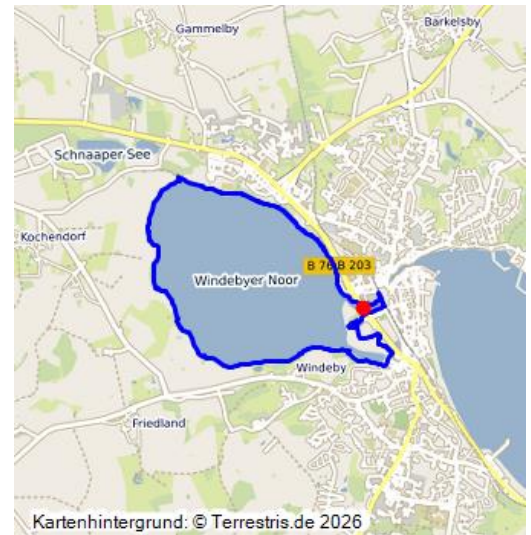 Gammelby
Barkelsby
Schnaaper See
Kochendorf
B 76 B 203
Windebyer Noor
Windeby
Friedland
Kartenhintergrund: © Terrestris.de 2026